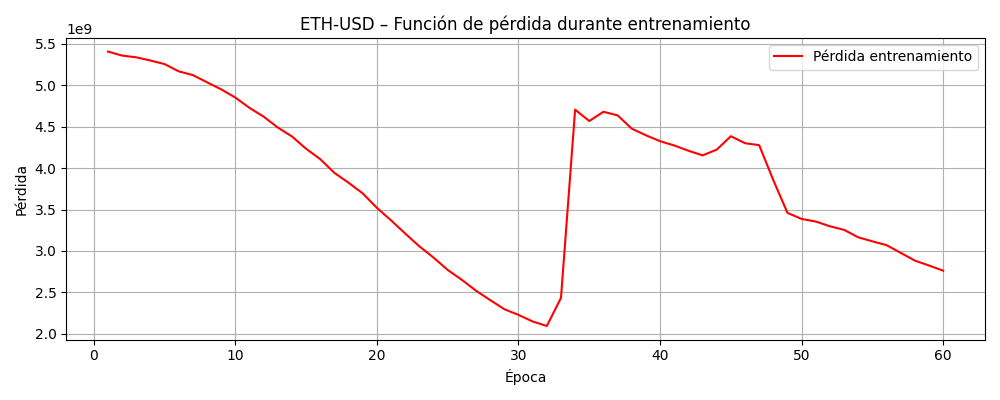 ETH-USD – Función de pérdida durante entrenamiento
1e9
Pérdida entrenamiento
5.5
5.0
4.5
4.0
3.5
3.0
2.5
2.0
Pérdida
0 10 20 30 40 50 60
Época